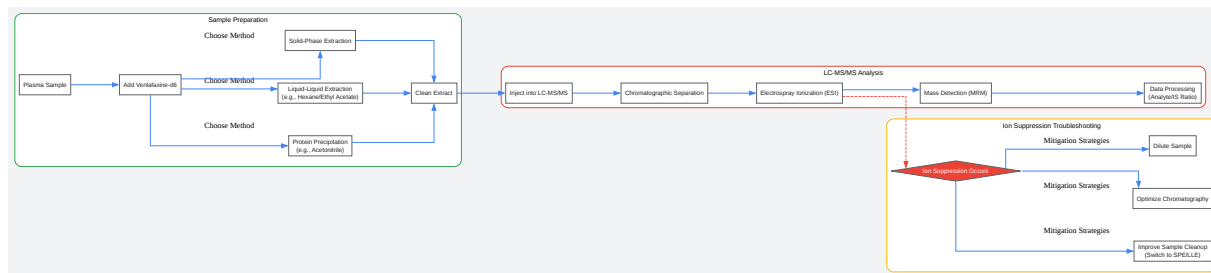 Sample Preparation
Choose Method
Solid-Phase Extraction
Plasma Sample
Add Venlafaxine-d6
Choose Method
Liquid-Liquid Extraction
(e.g., Hexane/Ethyl Acetate)
Clean Extract
Choose Method
Protein Precipitation
(e.g., Acetonitrile)
LC-MS/MS Analysis
Inject into LC-MS/MS
Chromatographic Separation
Electrospray Ionization (ESI)
Mass Detection (MRM)
Data Processing
(Analyte/IS Ratio)
Ion Suppression Troubleshooting
Mitigation Strategies
Dilute Sample
Ion Suppression Occurs
Mitigation Strategies
Optimize Chromatography
Mitigation Strategies
Improve Sample Cleanup
(Switch to SPE/LLE)